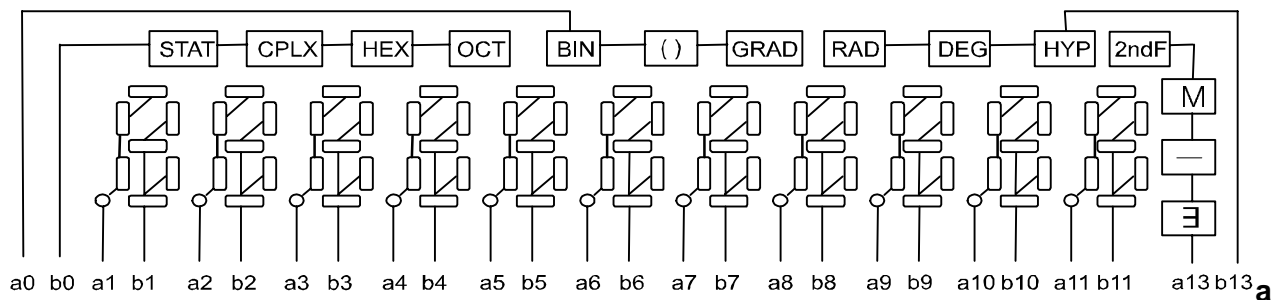 STAT CPLX HEX OCT BIN ( ) GRAD RAD DEG HYP 2ndF
M
—
∃
a0 b0 a1 b1 a2 b2 a3 b3 a4 b4 a5 b5 a6 b6 a7 b7 a8 b8 a9 b9 a10 b10 a11 b11 a13 b13 a